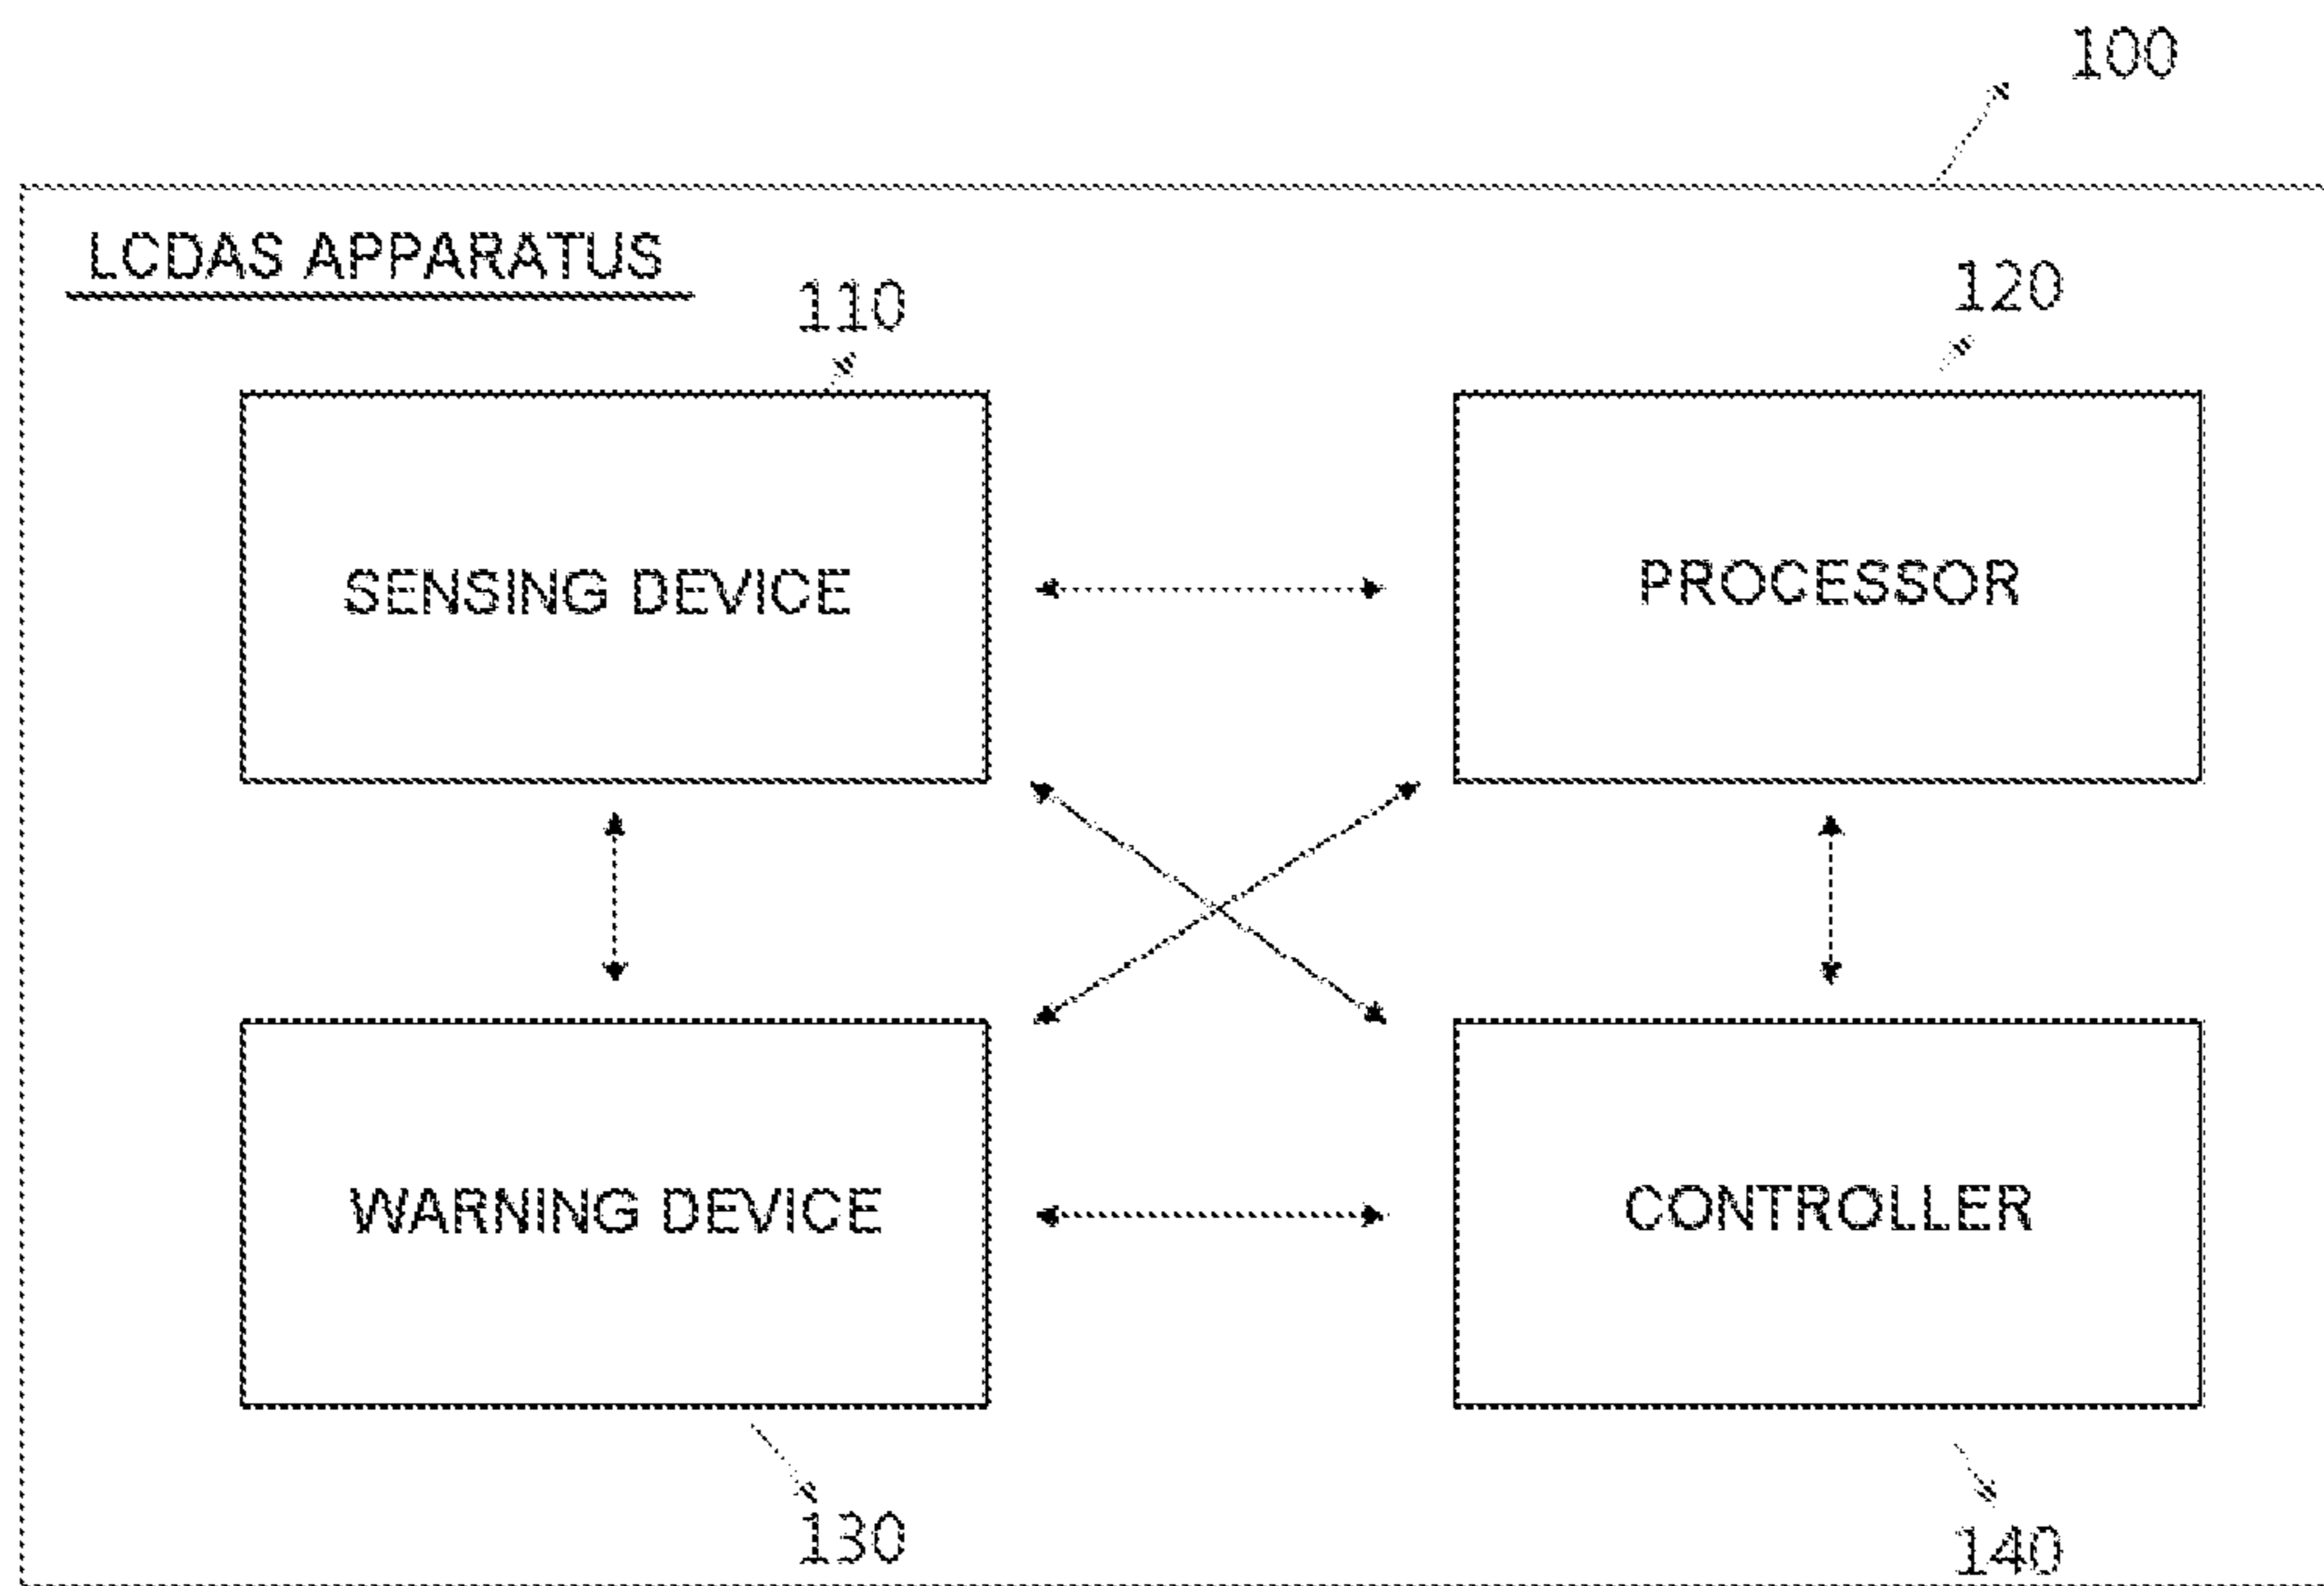 100
LCDAS APPARATUS
110
120
SENSING DEVICE
PROCESSOR
WARNING DEVICE
CONTROLLER
130
140